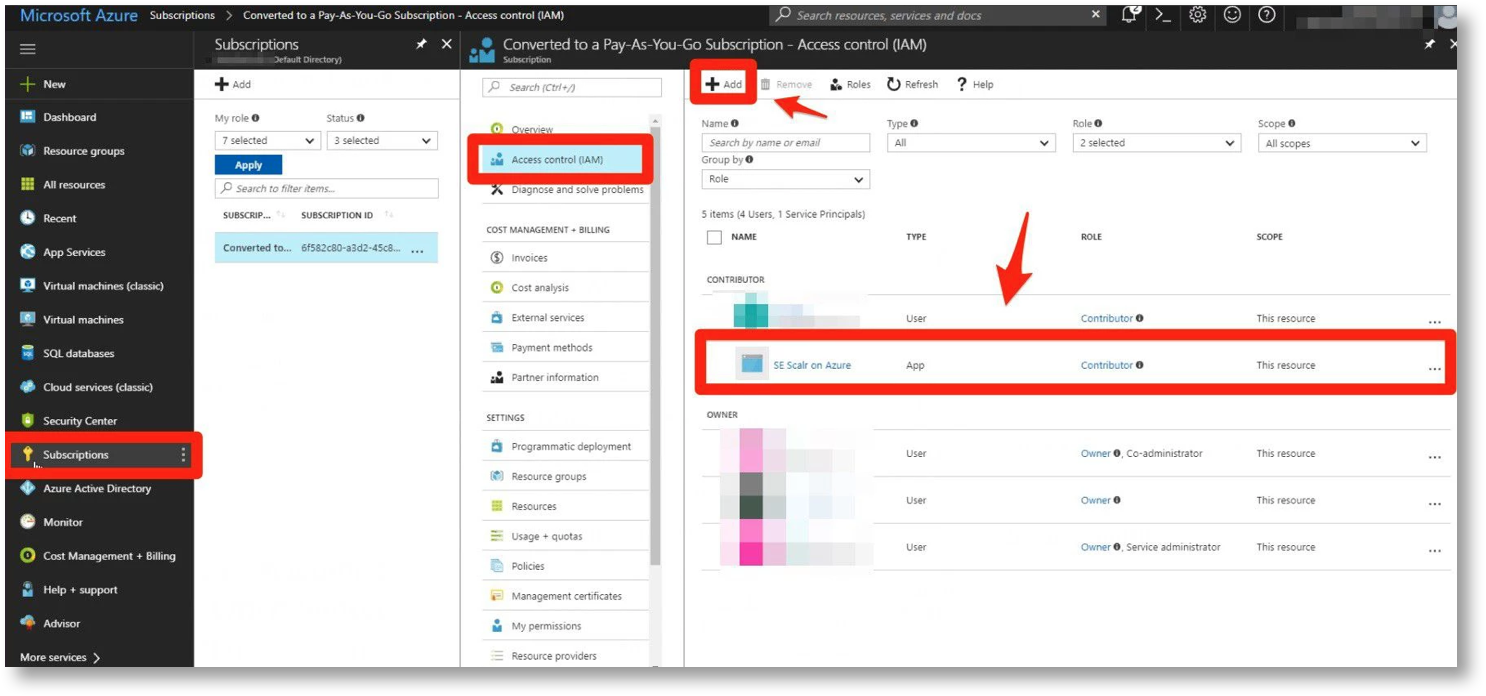 Microsoft Azure Subscriptions > Converted to a Pay-As-You-Go Subscription - Access control (IAM)
Search resources, services and docs
2
New
Dashboard
Resource groups
All resources
Recent
App Services
Virtual machines (classic)
Virtual machines
SQL databases
Cloud services (classic)
Security Center
Subscriptions
Azure Active Directory
Monitor
Cost Management + Billing
Help + support
Advisor
More services >
Subscriptions
Default Directory)
Add
My role Status
7 selected 3 selected
Apply
Search to filter items...
SUBSCRIP... SUBSCRIPTION ID
Converted to... 6f582c80-a3d2-45c8... ...
Converted to a Pay-As-You-Go Subscription - Access control (IAM)
Subscription
Search (Ctrl+/)
Overview
Access control (IAM)
Diagnose and solve problems
COST MANAGEMENT + BILLING
Invoices
Cost analysis
External services
Payment methods
Partner information
SETTINGS
Programmatic deployment
Resource groups
Resources
Usage + quotas
Policies
Management certificates
My permissions
Resource providers
Add Remove Roles Refresh Help
Name Type Role Scope
Search by name or email All 2 selected All scopes
Group by
Role
5 items (4 Users, 1 Service Principals)
NAME TYPE ROLE SCOPE
CONTRIBUTOR
User Contributor This resource ...
SE Scalr on Azure App Contributor This resource ...
OWNER
User Owner , Co-administrator This resource ...
User Owner This resource ...
User Owner , Service administrator This resource ...